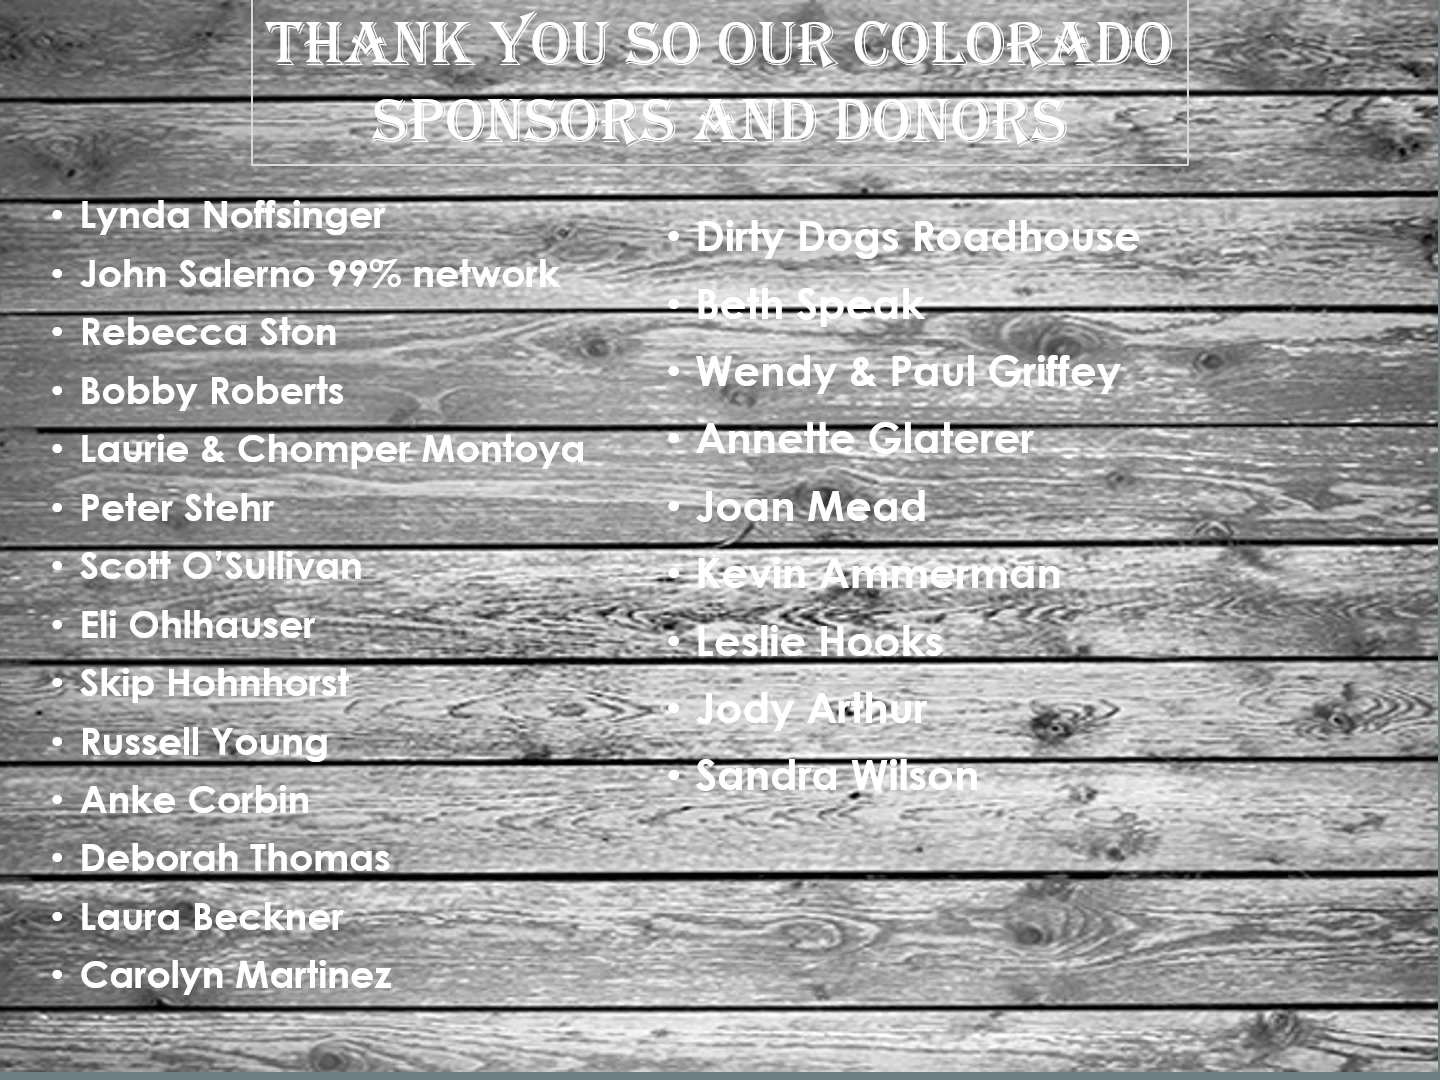 THANK YOU SO OUR COLORADO
SPONSORS AND DONORS
• Lynda Noffsinger
• John Salerno 99% network
• Rebecca Ston
• Bobby Roberts
• Laurie & Chomper Montoya
• Peter Stehr
• Scott O’Sullivan
• Eli Ohlhauser
• Skip Hohnhorst
• Russell Young
• Anke Corbin
• Deborah Thomas
• Laura Beckner
• Carolyn Martinez
• Dirty Dogs Roadhouse
• Beth Speak
• Wendy & Paul Griffey
• Annette Glaterer
• Joan Mead
• Kevin Ammerman
• Leslie Hooks
• Jody Arthur
• Sandra Wilson